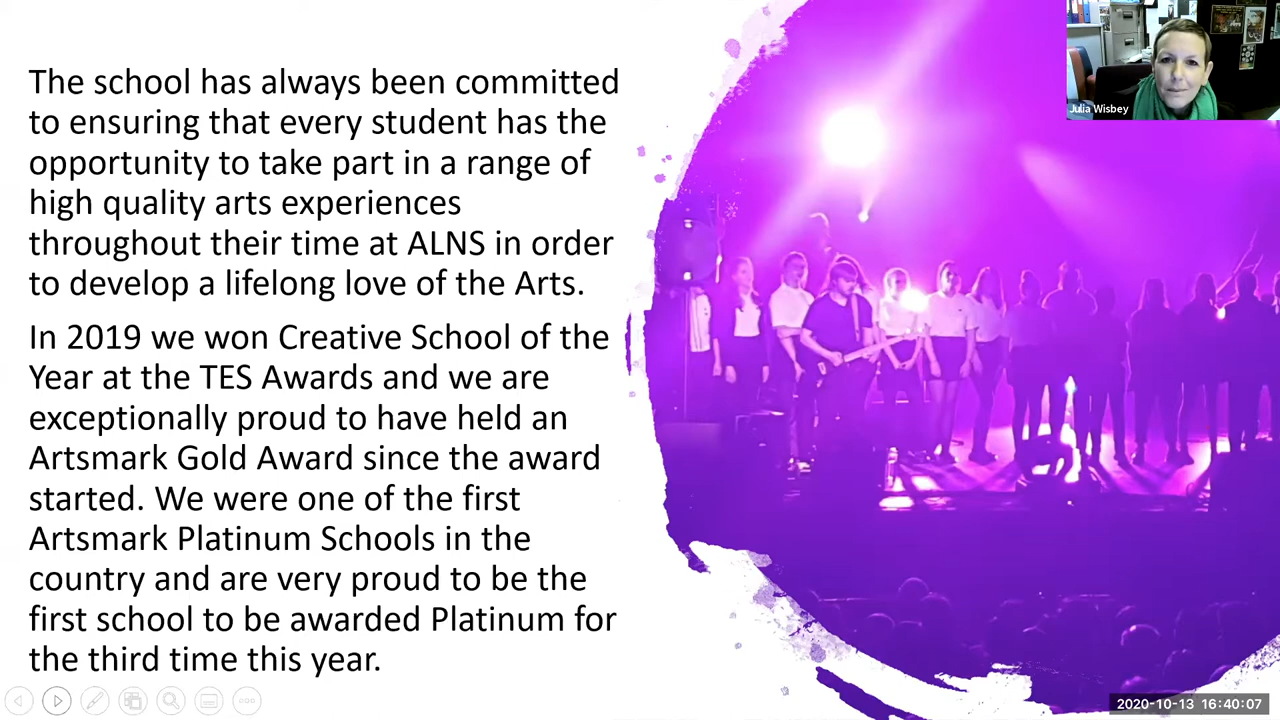 The school has always been committed
to ensuring that every student has the
opportunity to take part in a range of
high quality arts experiences
throughout their time at ALNS in order
to develop a lifelong love of the Arts.
In 2019 we won Creative School of the
Year at the TES Awards and we are
exceptionally proud to have held an
Artsmark Gold Award since the award
started. We were one of the first
Artsmark Platinum Schools in the
country and are very proud to be the
first school to be awarded Platinum for
the third time this year.
Julia Wisbey
2020-10-13 16:40:07